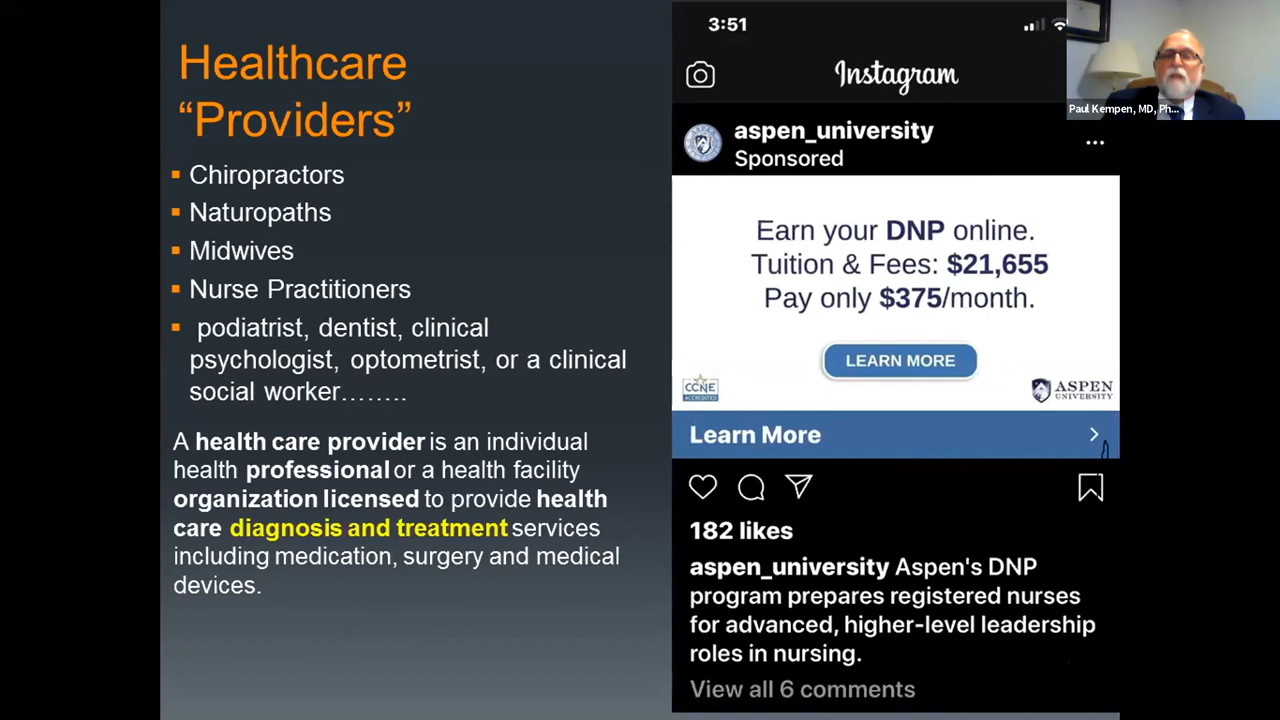 Healthcare
“Providers”
▪ Chiropractors
▪ Naturopaths
▪ Midwives
▪ Nurse Practitioners
▪ podiatrist, dentist, clinical
psychologist, optometrist, or a clinical
social worker……..
A health care provider is an individual
health professional or a health facility
organization licensed to provide health
care diagnosis and treatment services
including medication, surgery and medical
devices.
3:51
Instagram
aspen_university
Sponsored
Earn your DNP online.
Tuition & Fees: $21,655
Pay only $375/month.
LEARN MORE
CCNE
ACCREDITED
ASPEN
UNIVERSITY
Learn More
182 likes
aspen_university Aspen's DNP
program prepares registered nurses
for advanced, higher-level leadership
roles in nursing.
View all 6 comments
Paul Kempen, MD, Ph...